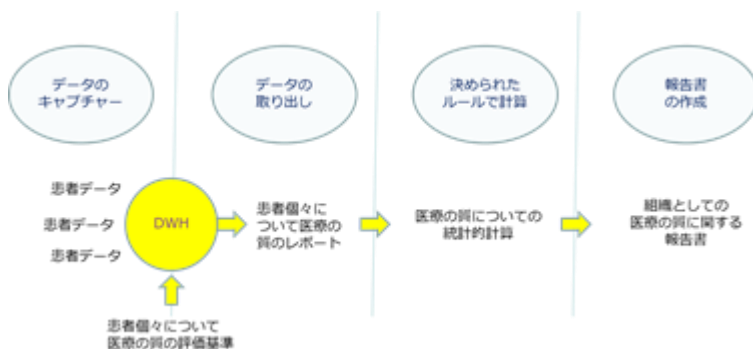 データの
キャプチャー
データの
取り出し
決められた
ルールで計算
報告書
の作成
患者データ
患者データ
患者データ
DWH
患者個々に
ついて医療の
質のレポート
医療の質についての
統計的計算
組織としての
医療の質に関する
報告書
患者個々について
医療の質の評価基準